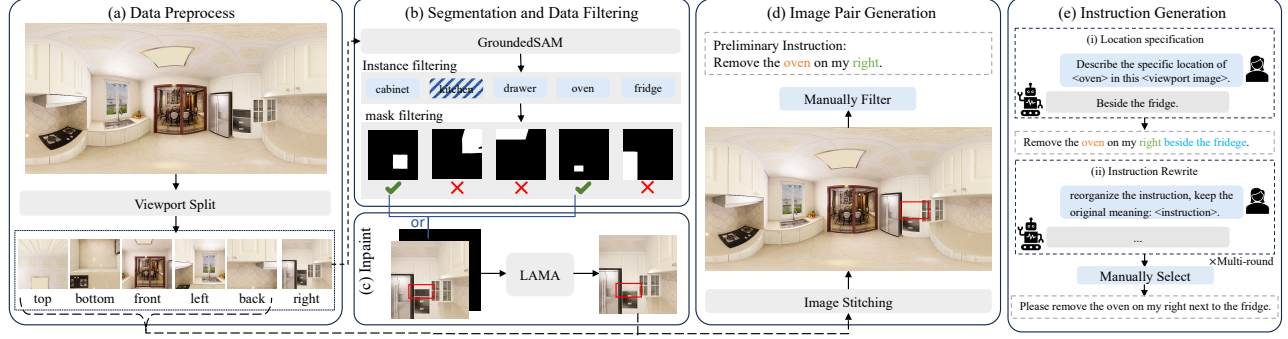 (a) Data Preprocess
Viewport Split
top
bottom
front
left
back
right
(b) Segmentation and Data Filtering
GroundedSAM
Instance filtering
cabinet
kitchen
drawer
oven
fridge
mask filtering
or
(c) Inpaint
LAMA
(d) Image Pair Generation
Preliminary Instruction:
Remove the oven on my right.
Manually Filter
Image Stitching
(e) Instruction Generation
(i) Location specification
Describe the specific location of
<oven> in this <viewport image>.
Beside the fridge.
Remove the oven on my right beside the fridege.
(ii) Instruction Rewrite
reorganize the instruction, keep the
original meaning: <instruction>.
...
×Multi-round
Manually Select
Please remove the oven on my right next to the fridge.